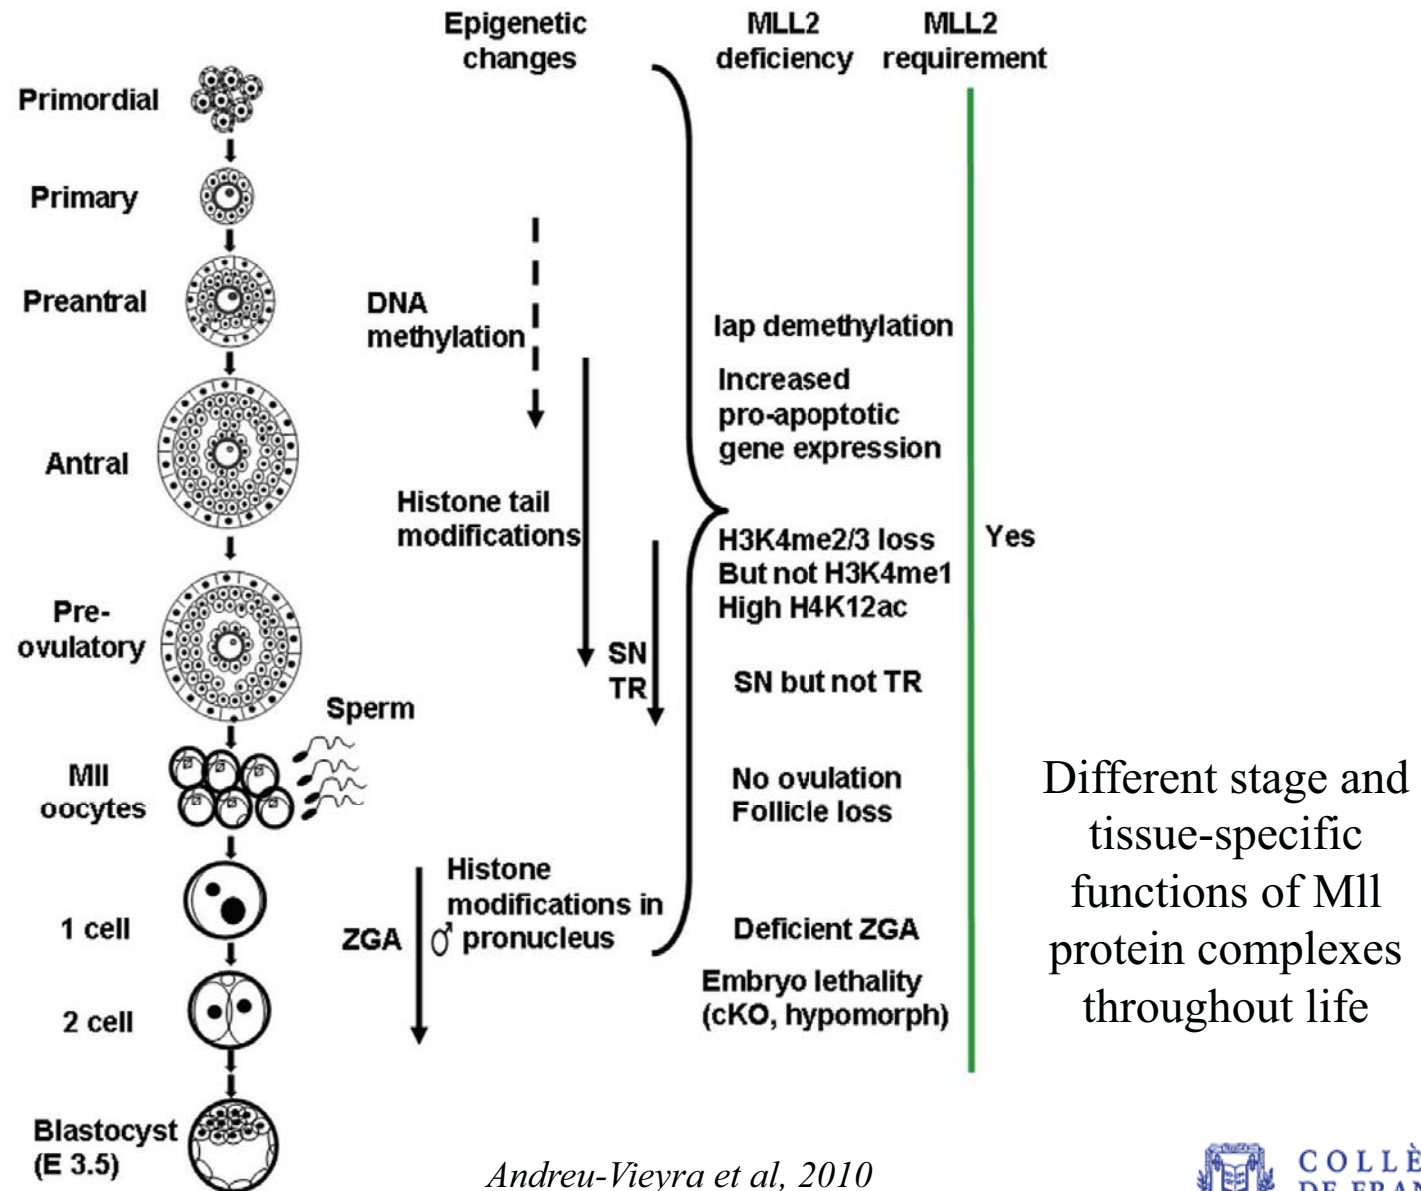 Epigenetic
changes
MLL2
deficiency
MLL2
requirement
Primordial
Primary
Preantral
Antral
Pre-
ovulatory
MII
oocytes
1 cell
2 cell
Blastocyst
(E 3.5)
Sperm
DNA
methylation
Histone tail
modifications
SN
TR
ZGA
Histone
modifications in
♂ pronucleus
Iap demethylation
Increased
pro-apoptotic
gene expression
H3K4me2/3 loss
But not H3K4me1
High H4K12ac
SN but not TR
No ovulation
Follicle loss
Deficient ZGA
Embryo lethality
(cKO, hypomorph)
Yes
Different stage and
tissue-specific
functions of Mll
protein complexes
throughout life
Andreu-Vieyra et al, 2010
COLLÈ